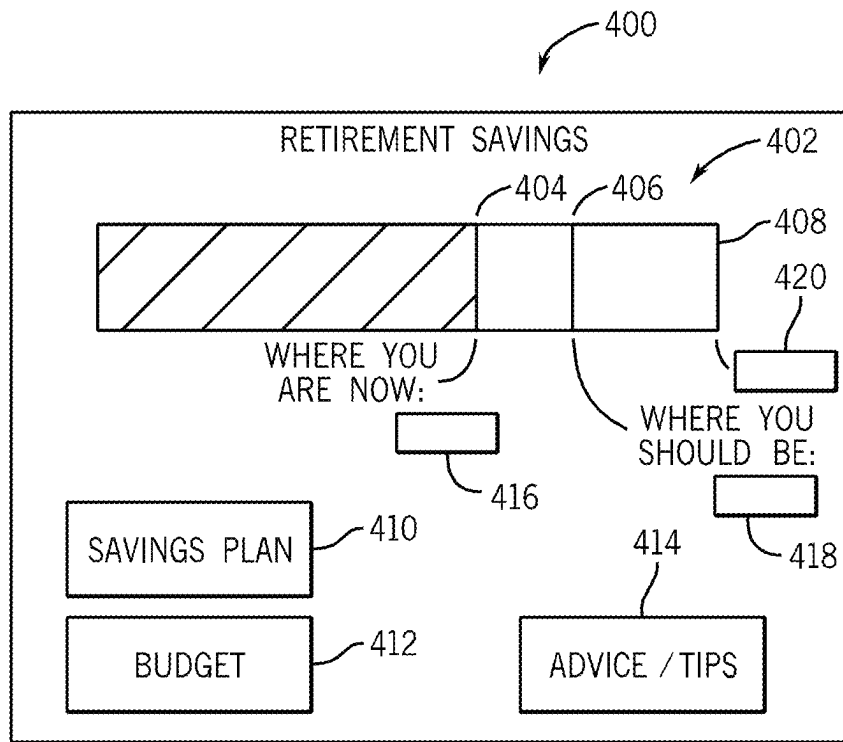 400
RETIREMENT SAVINGS
402
404
406
408
420
WHERE YOU
ARE NOW:
WHERE YOU
SHOULD BE:
416
418
SAVINGS PLAN
410
414
BUDGET
412
ADVICE / TIPS